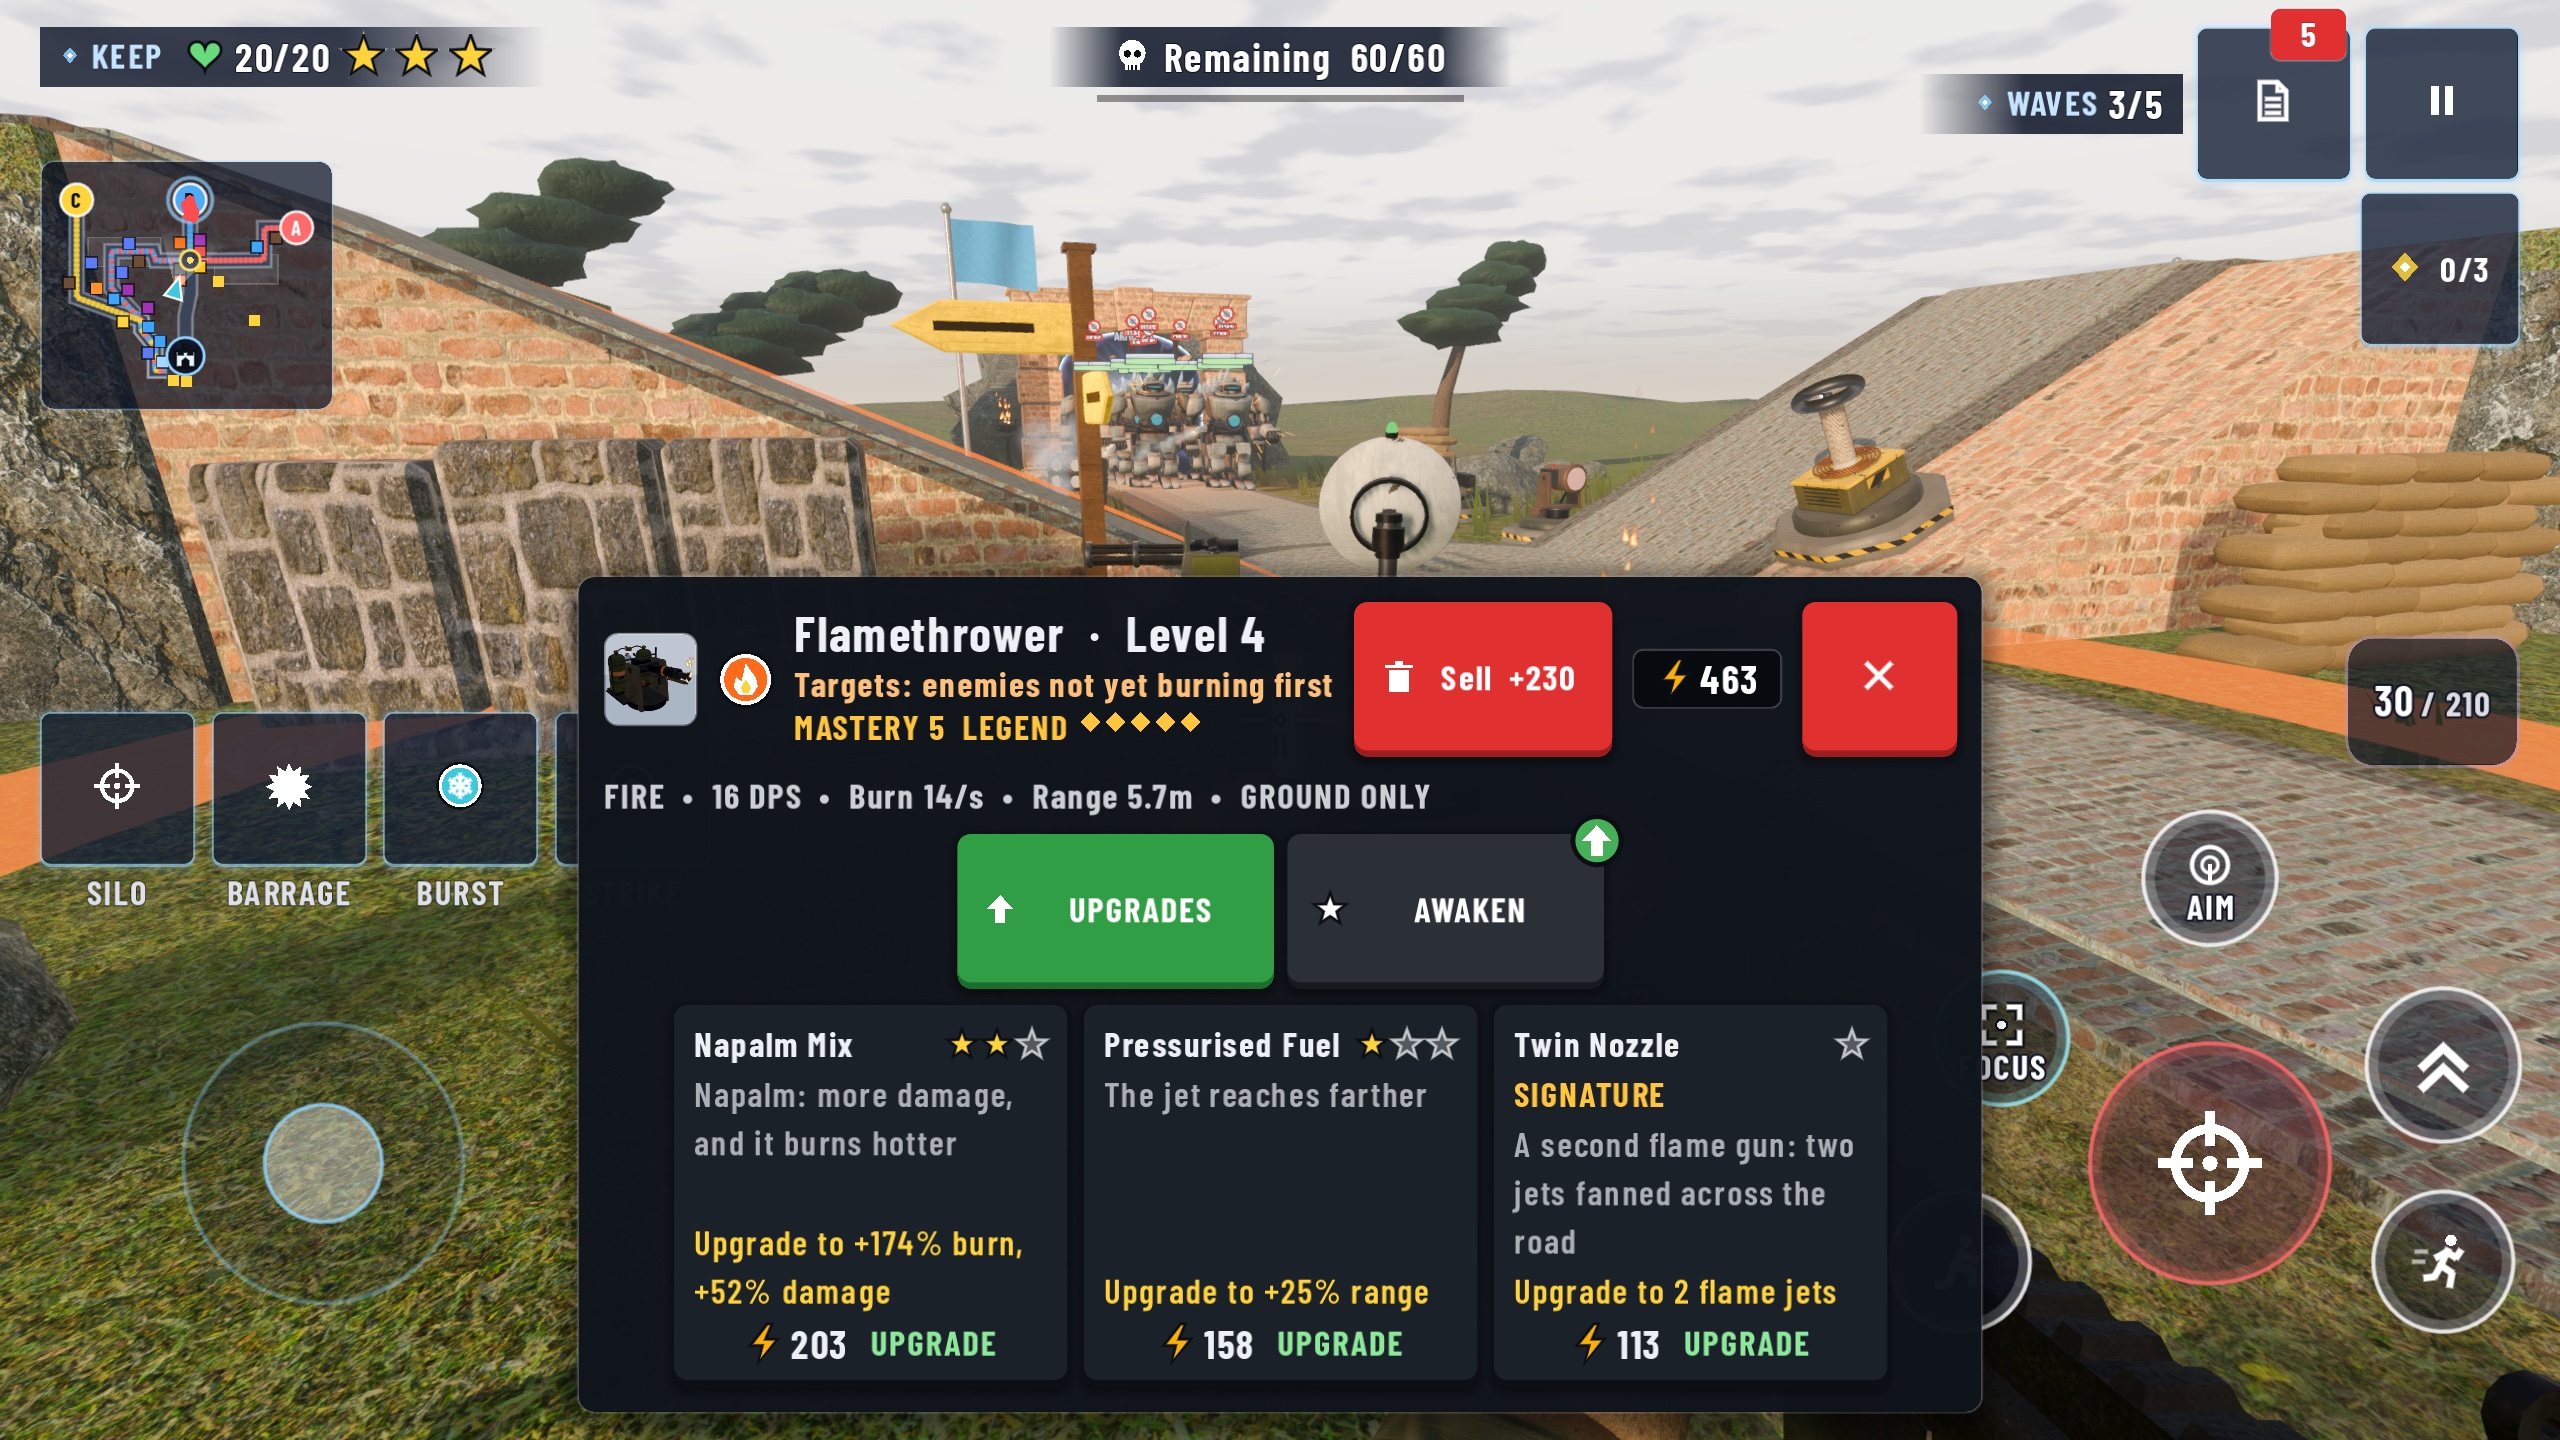 KEEP 20/20
Remaining 60/60
5
WAVES 3/5
0/3
C
A
Flamethrower · Level 4
Targets: enemies not yet burning first
MASTERY 5 LEGEND
Sell +230
463
30 / 210
FIRE • 16 DPS • Burn 14/s • Range 5.7m • GROUND ONLY
UPGRADES
AWAKEN
SILO
BARRAGE
BURST
STRIKE
AIM
Napalm Mix
Napalm: more damage,
and it burns hotter
Upgrade to +174% burn,
+52% damage
203 UPGRADE
Pressurised Fuel
The jet reaches farther
Upgrade to +25% range
158 UPGRADE
Twin Nozzle
SIGNATURE
A second flame gun: two
jets fanned across the
road
Upgrade to 2 flame jets
113 UPGRADE
OCUS